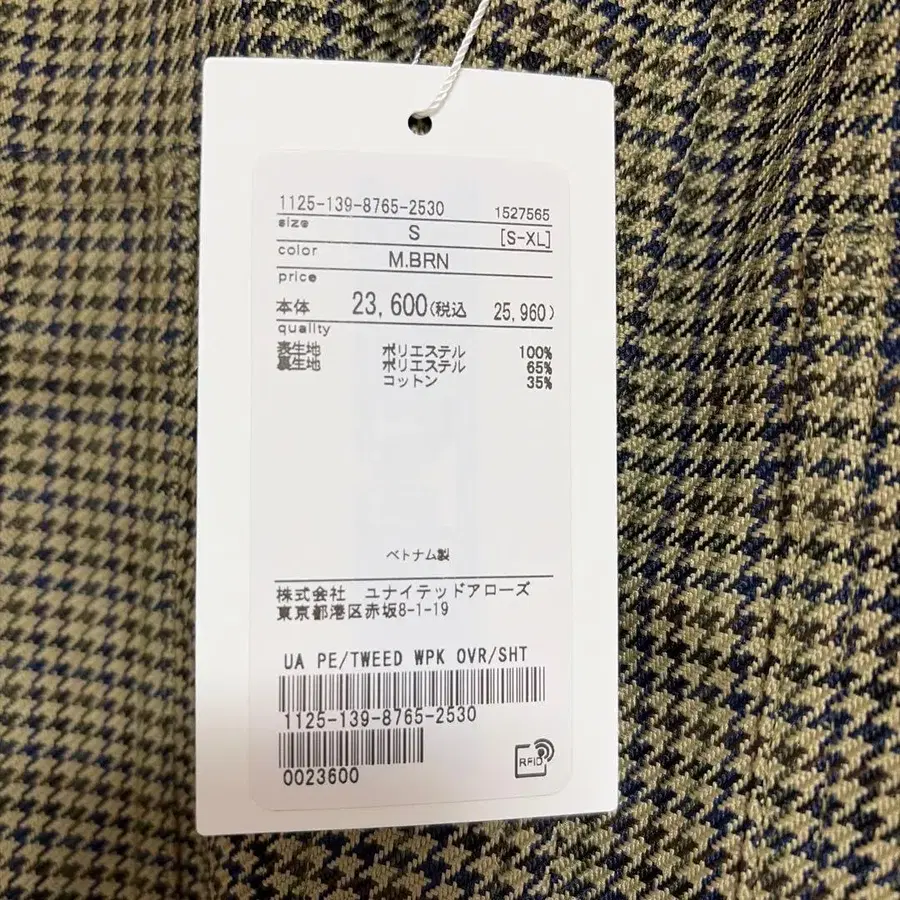 1125-139-8765-2530 1527565
size S [S-XL]
color M.BRN
price
本体 23,600(税込 25,960)
quality
表生地 ポリエステル 100%
裏生地 ポリエステル 65%
コットン 35%
ベトナム製
株式会社 ユナイテッドアローズ
東京都港区赤坂8-1-19
UA PE/TWEED WPK OVR/SHT
1125-139-8765-2530
0023600
RFID